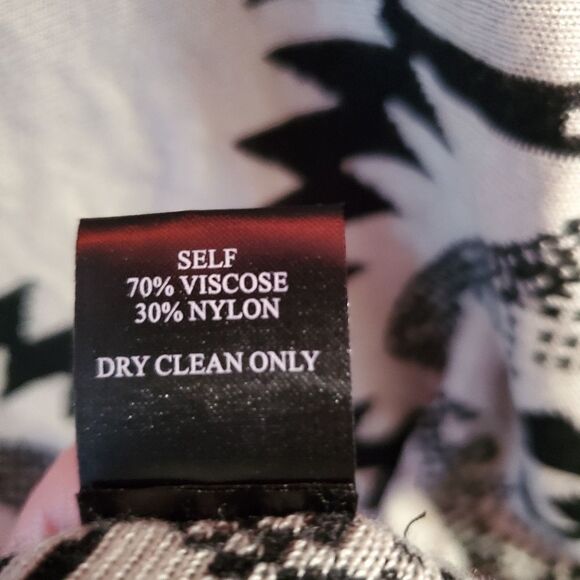 SELF
70% VISCOSE
30% NYLON
DRY CLEAN ONLY